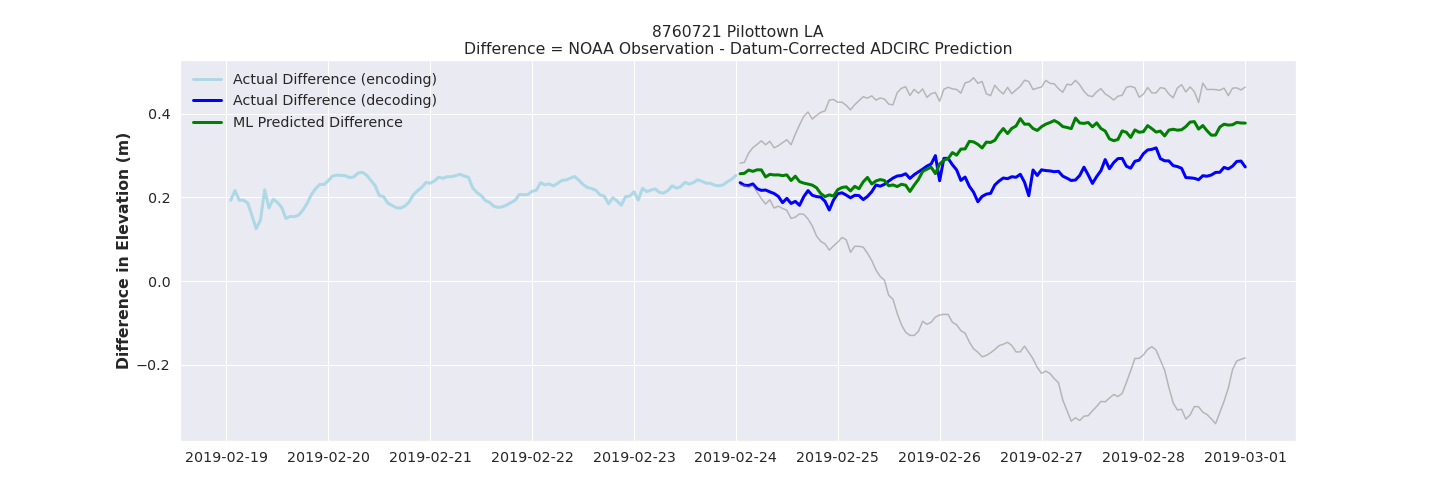 8760721 Pilottown LA
Difference = NOAA Observation - Datum-Corrected ADCIRC Prediction
Actual Difference (encoding)
Actual Difference (decoding)
ML Predicted Difference
Difference in Elevation (m)
0.4
0.2
0.0
−0.2
2019-02-19 2019-02-20 2019-02-21 2019-02-22 2019-02-23 2019-02-24 2019-02-25 2019-02-26 2019-02-27 2019-02-28 2019-03-01